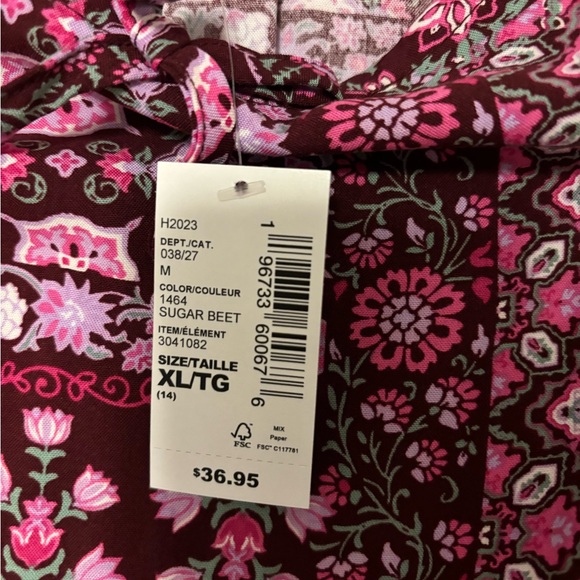 H2023
DEPT./CAT.
038/27
M
COLOR/COULEUR
1464
SUGAR BEET
ITEM/ÉLÉMENT
3041082
SIZE/TAILLE
XL/TG
(14)
1 96733 60067 6
FSC
MIX
Paper
FSC® C117781
$36.95